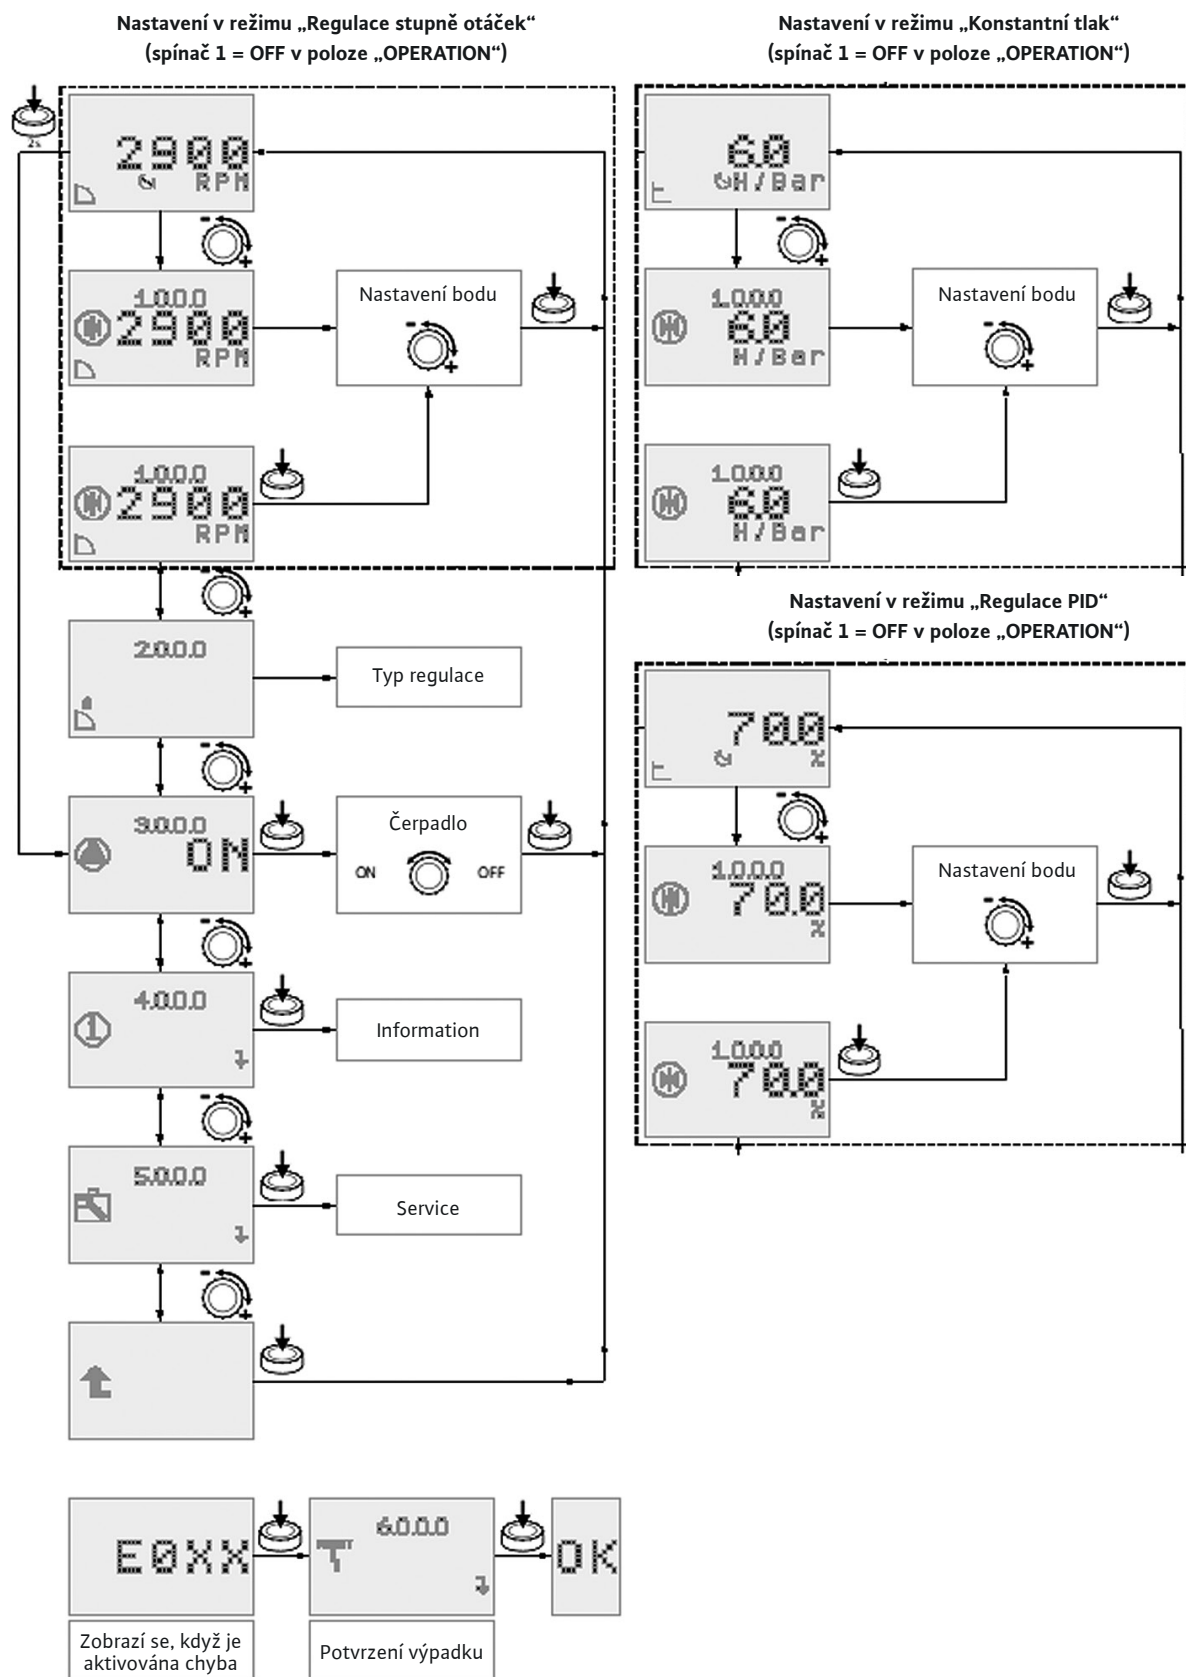 Nastavení v režimu „Regulace stupně otáček“
(spínač 1 = OFF v poloze „OPERATION“)
2s
2900
RPM
- +
1.0.0.0
2900
RPM
Nastavení bodu
- +
1.0.0.0
2900
RPM
- +
2.0.0.0
Typ regulace
- +
3.0.0.0
ON
Čerpadlo
ON OFF
- +
4.0.0.0
1
Information
- +
5.0.0.0
Service
- +
E0XX
6.0.0.0
OK
Zobrazí se, když je
aktivována chyba
Potvrzení výpadku
Nastavení v režimu „Konstantní tlak“
(spínač 1 = OFF v poloze „OPERATION“)
6.0
H/Bar
- +
1.0.0.0
6.0
H/Bar
Nastavení bodu
- +
1.0.0.0
6.0
H/Bar
Nastavení v režimu „Regulace PID“
(spínač 1 = OFF v poloze „OPERATION“)
70.0
%
- +
1.0.0.0
70.0
%
Nastavení bodu
- +
1.0.0.0
70.0
%